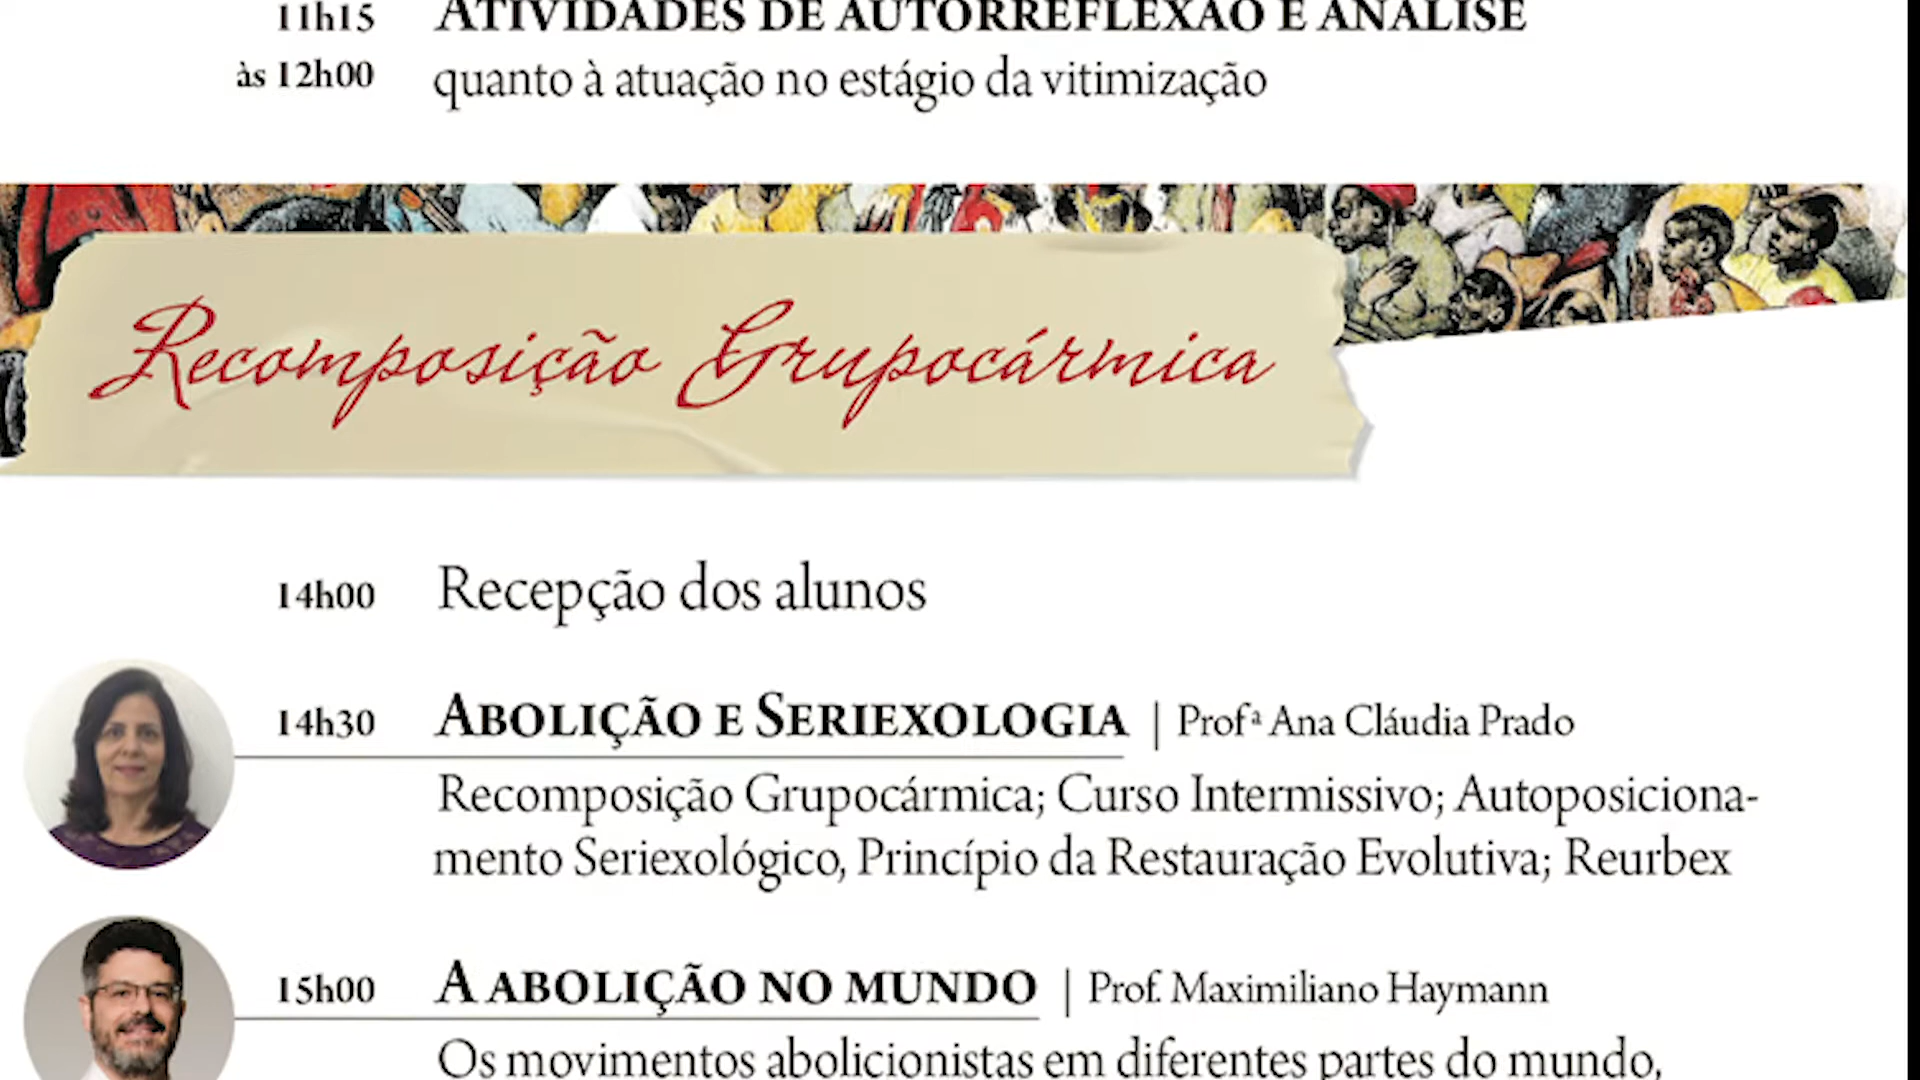 11h15 ATIVIDADES DE AUTORREFLEXÃO E ANÁLISE
às 12h00 quanto à atuação no estágio da vitimização
Recomposição Grupocármica
14h00 Recepção dos alunos
14h30 ABOLIÇÃO E SERIEXOLOGIA | Profª Ana Cláudia Prado
Recomposição Grupocármica; Curso Intermissivo; Autoposiciona-
mento Seriexológico, Princípio da Restauração Evolutiva; Reurbex
15h00 A ABOLIÇÃO NO MUNDO | Prof. Maximiliano Haymann
Os movimentos abolicionistas em diferentes partes do mundo,